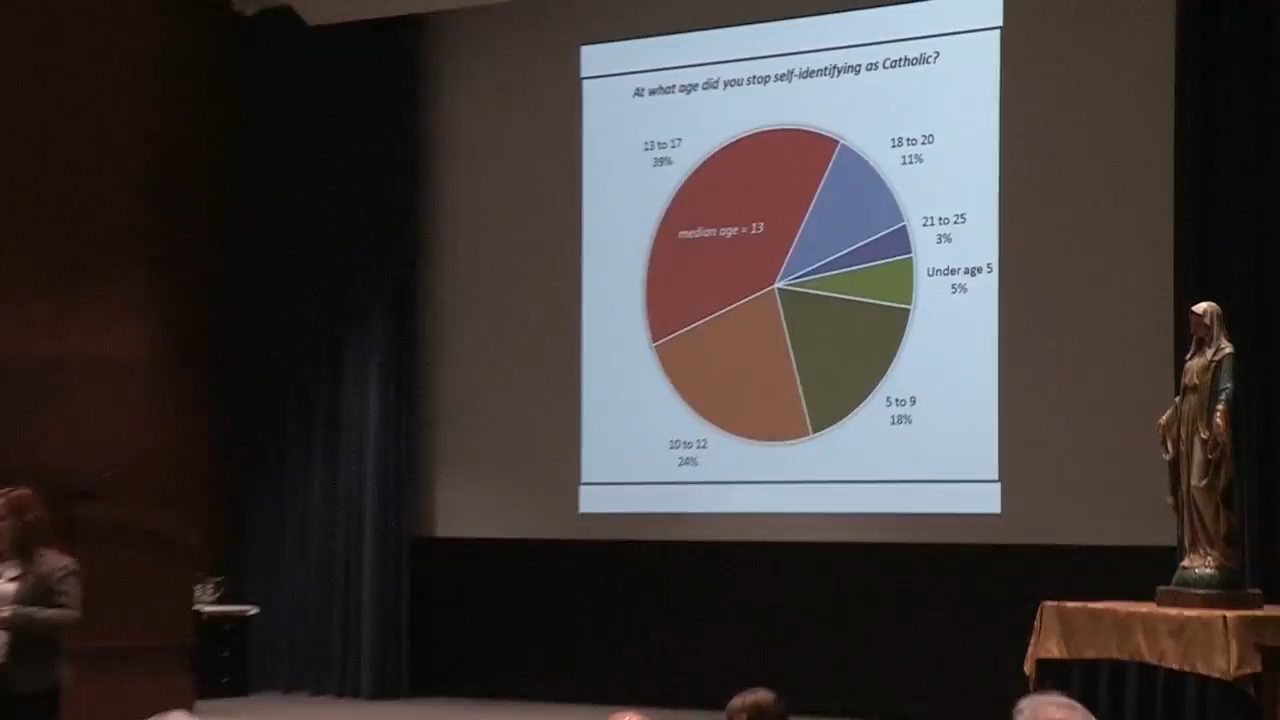 At what age did you stop self-identifying as Catholic?
13 to 17
39%
18 to 20
11%
median age = 13
21 to 25
3%
Under age 5
5%
5 to 9
18%
10 to 12
24%